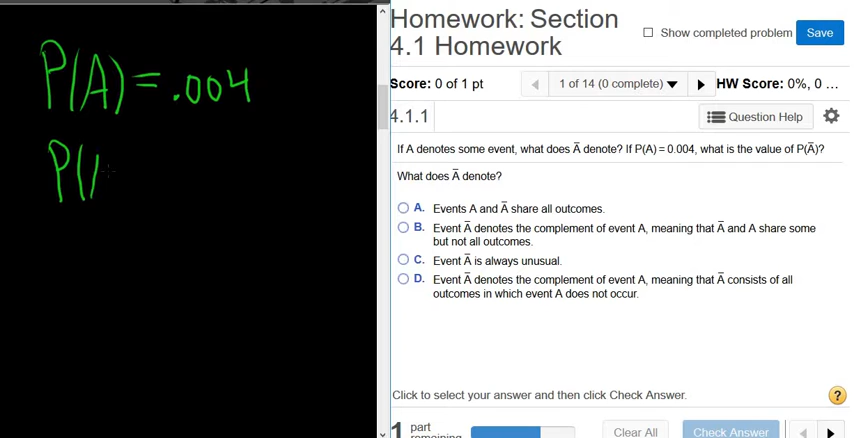 P(A) = .004
P(
Homework: Section
4.1 Homework
Show completed problem
Save
Score: 0 of 1 pt
1 of 14 (0 complete)
HW Score: 0%, 0 ...
4.1.1
Question Help
If A denotes some event, what does A̅ denote? If P(A) = 0.004, what is the value of P(A̅)?
What does A̅ denote?
A. Events A and A̅ share all outcomes.
B. Event A̅ denotes the complement of event A, meaning that A̅ and A share some
but not all outcomes.
C. Event A̅ is always unusual.
D. Event A̅ denotes the complement of event A, meaning that A̅ consists of all
outcomes in which event A does not occur.
Click to select your answer and then click Check Answer.
?
1 part
remaining
Clear All
Check Answer